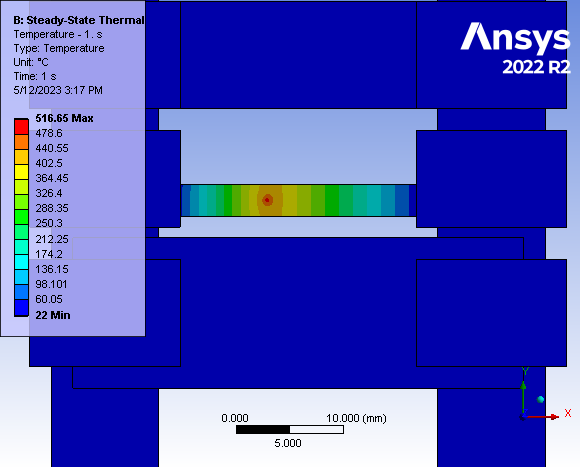 B: Steady-State Thermal
Temperature - 1. s
Type: Temperature
Unit: °C
Time: 1 s
5/12/2023 3:17 PM
516.65 Max
478.6
440.55
402.5
364.45
326.4
288.35
250.3
212.25
174.2
136.15
98.101
60.05
22 Min
Ansys
2022 R2
0.000
10.000 (mm)
5.000
Y
X